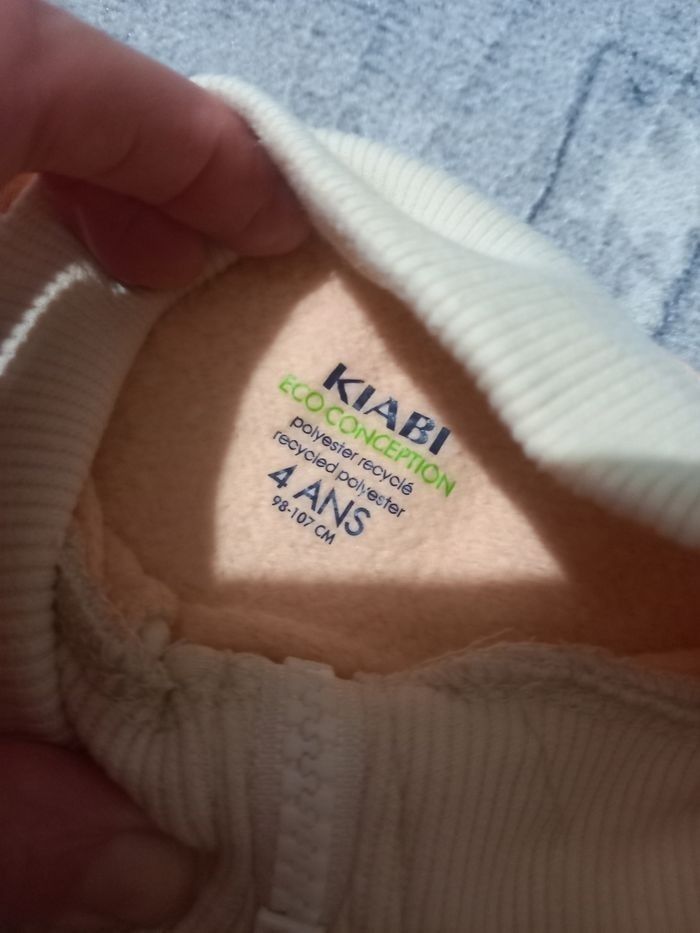 KIABI
ECO CONCEPTION
polyester recyclé
recycled polyester
4 ANS
98-107 CM